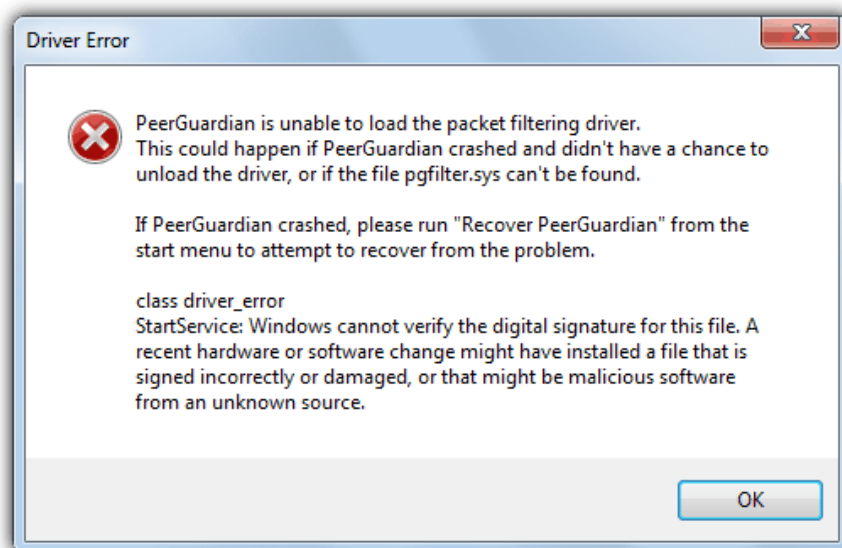 Driver Error
PeerGuardian is unable to load the packet filtering driver.
This could happen if PeerGuardian crashed and didn't have a chance to
unload the driver, or if the file pgfilter.sys can't be found.
If PeerGuardian crashed, please run "Recover PeerGuardian" from the
start menu to attempt to recover from the problem.
class driver_error
StartService: Windows cannot verify the digital signature for this file. A
recent hardware or software change might have installed a file that is
signed incorrectly or damaged, or that might be malicious software
from an unknown source.
OK